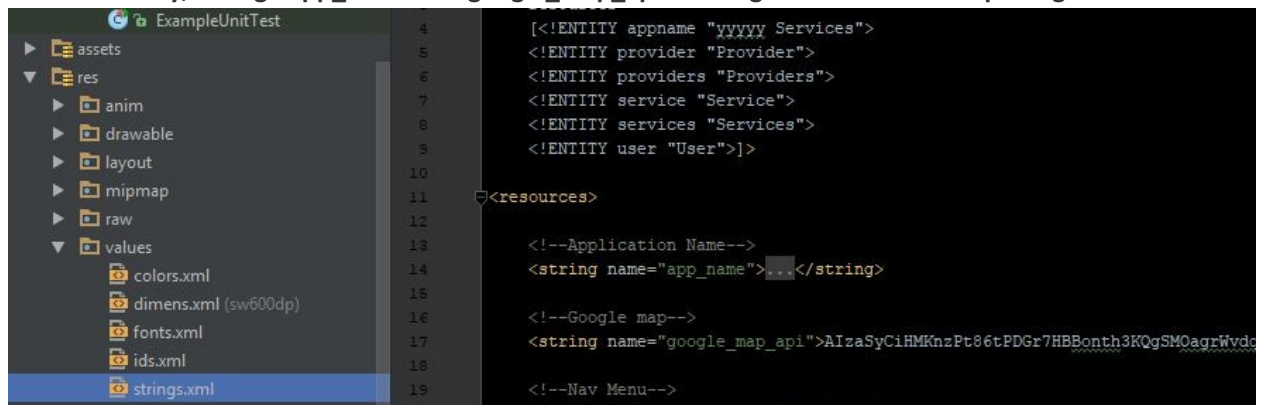 ExampleUnitTest
assets
res
anim
drawable
layout
mipmap
raw
values
colors.xml
dimens.xml (sw600dp)
fonts.xml
ids.xml
strings.xml
4 [<!ENTITY appname "yyyyy Services">
5 <!ENTITY provider "Provider">
6 <!ENTITY providers "Providers">
7 <!ENTITY service "Service">
8 <!ENTITY services "Services">
9 <!ENTITY user "User">]>
10
11 <resources>
12
13 <!--Application Name-->
14 <string name="app_name">...</string>
15
16 <!--Google map-->
17 <string name="google_map_api">AIzaSyCiHMKnzPt86tPDGr7HBBonth3KQgSMOagrWvdo
18
19 <!--Nav Menu-->